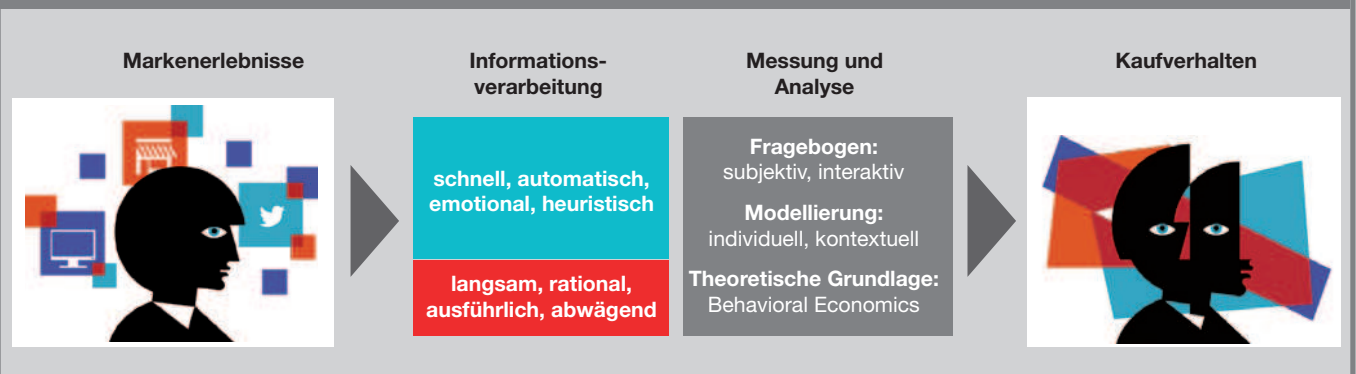 Markenerlebnisse
Informations-
verarbeitung
schnell, automatisch,
emotional, heuristisch
langsam, rational,
ausführlich, abwägend
Messung und
Analyse
Fragebogen:
subjektiv, interaktiv
Modellierung:
individuell, kontextuell
Theoretische Grundlage:
Behavioral Economics
Kaufverhalten